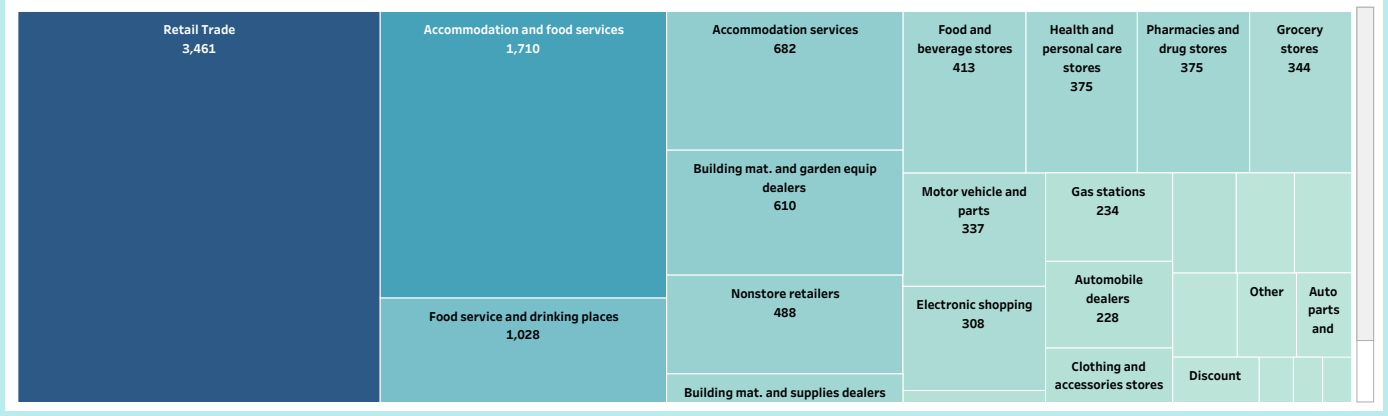 Retail Trade
3,461
Accommodation and food services
1,710
Food service and drinking places
1,028
Accommodation services
682
Building mat. and garden equip
dealers
610
Nonstore retailers
488
Building mat. and supplies dealers
Food and
beverage stores
413
Health and
personal care
stores
375
Pharmacies and
drug stores
375
Grocery
stores
344
Motor vehicle and
parts
337
Electronic shopping
308
Gas stations
234
Automobile
dealers
228
Clothing and
accessories stores
Other
Auto
parts
and
Discount